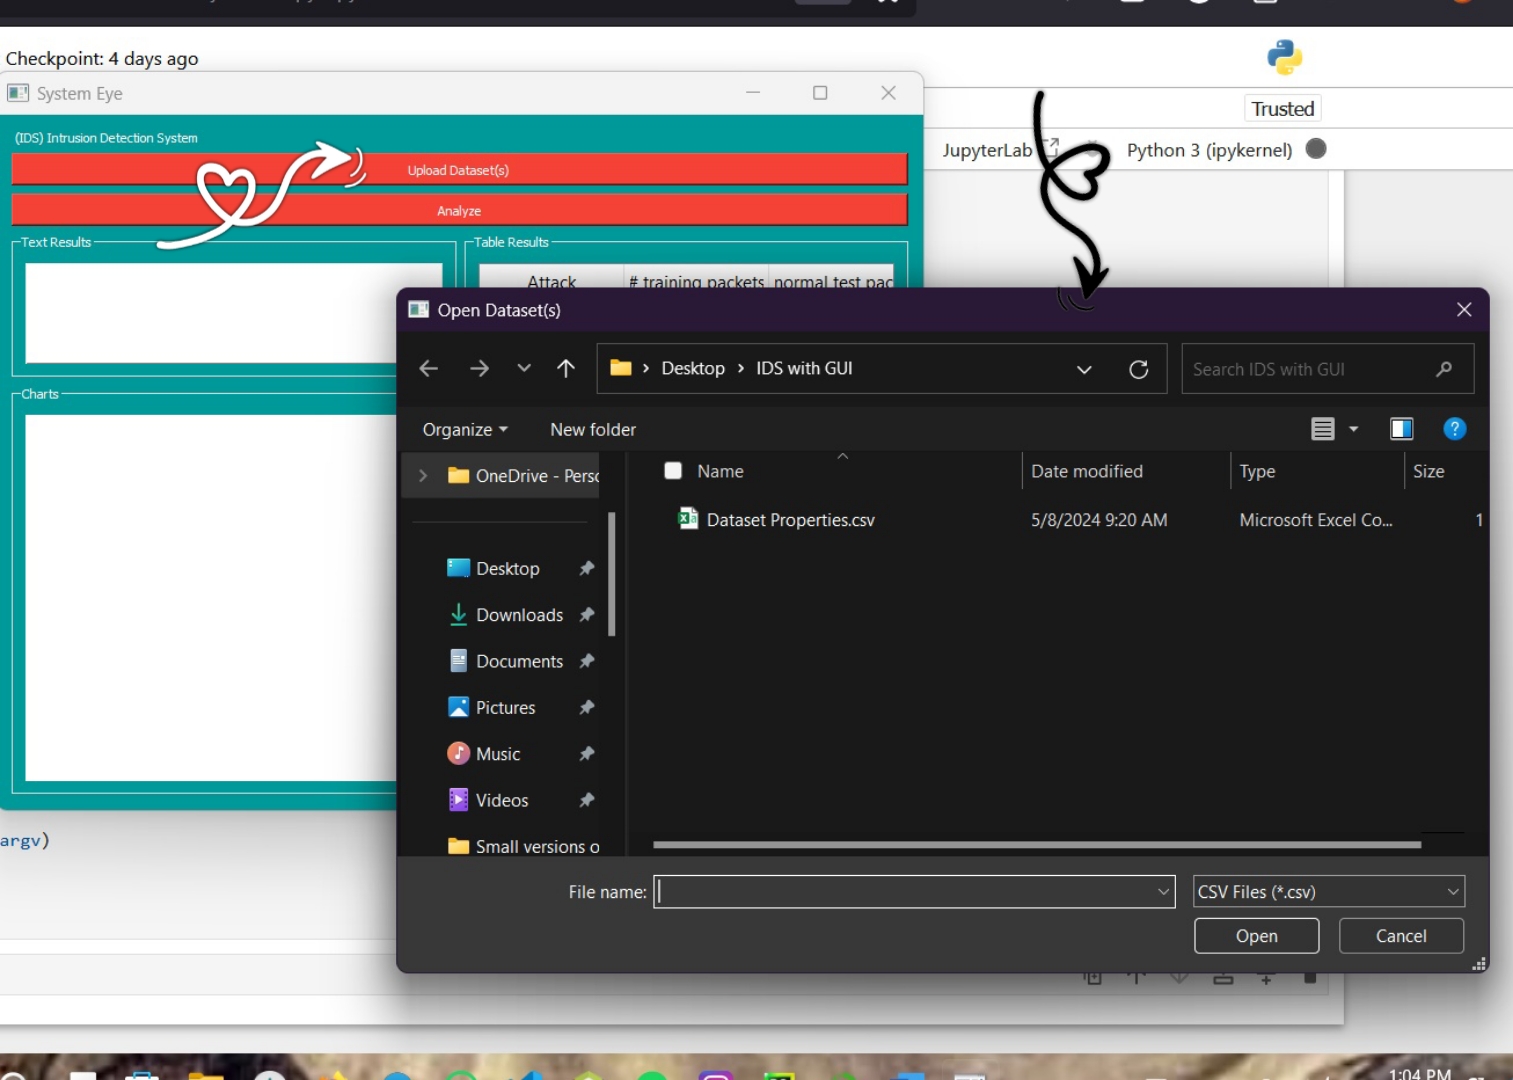 Checkpoint: 4 days ago
System Eye
Trusted
(IDS) Intrusion Detection System
JupyterLab
Python 3 (ipykernel)
Upload Dataset(s)
Analyze
Text Results
Table Results
Attack
# training packets
normal test pac
Open Dataset(s)
Desktop
IDS with GUI
Search IDS with GUI
Charts
Organize
New folder
OneDrive - Perso
Name
Date modified
Type
Size
Dataset Properties.csv
5/8/2024 9:20 AM
Microsoft Excel Co...
1
Desktop
Downloads
Documents
Pictures
Music
Videos
Small versions o
argv)
File name:
CSV Files (*.csv)
Open
Cancel
1:04 PM